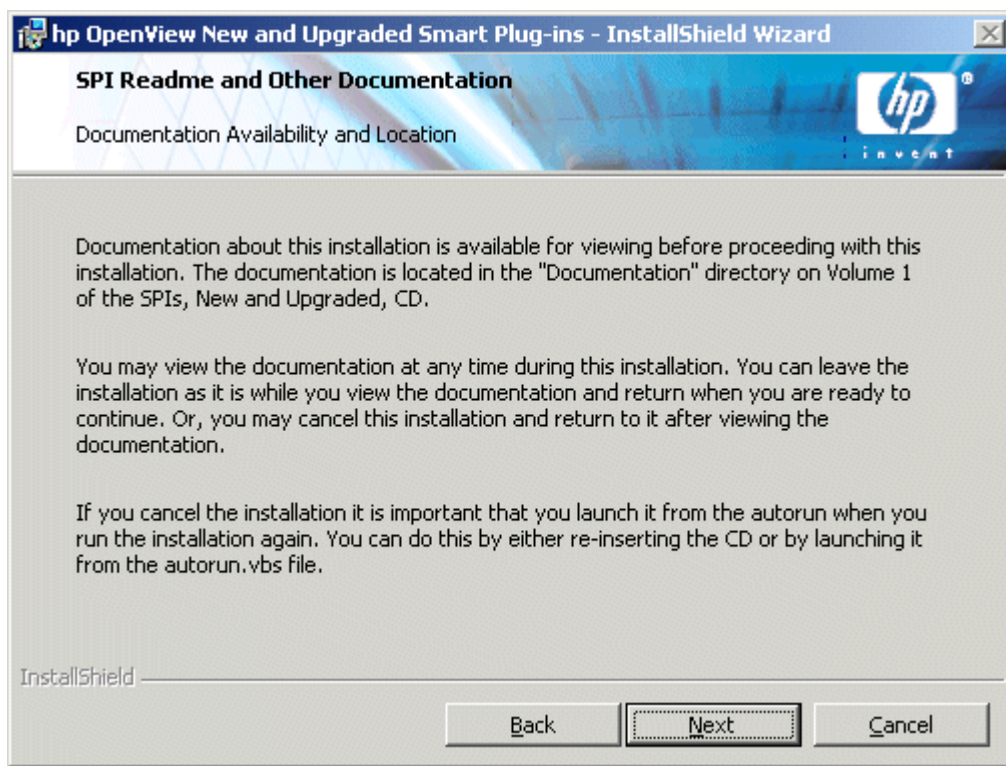 hp OpenView New and Upgraded Smart Plug-ins - InstallShield Wizard
SPI Readme and Other Documentation
Documentation Availability and Location
hp
®
invent
Documentation about this installation is available for viewing before proceeding with this
installation. The documentation is located in the "Documentation" directory on Volume 1
of the SPIs, New and Upgraded, CD.
You may view the documentation at any time during this installation. You can leave the
installation as it is while you view the documentation and return when you are ready to
continue. Or, you may cancel this installation and return to it after viewing the
documentation.
If you cancel the installation it is important that you launch it from the autorun when you
run the installation again. You can do this by either re-inserting the CD or by launching it
from the autorun.vbs file.
InstallShield
Back
Next
Cancel